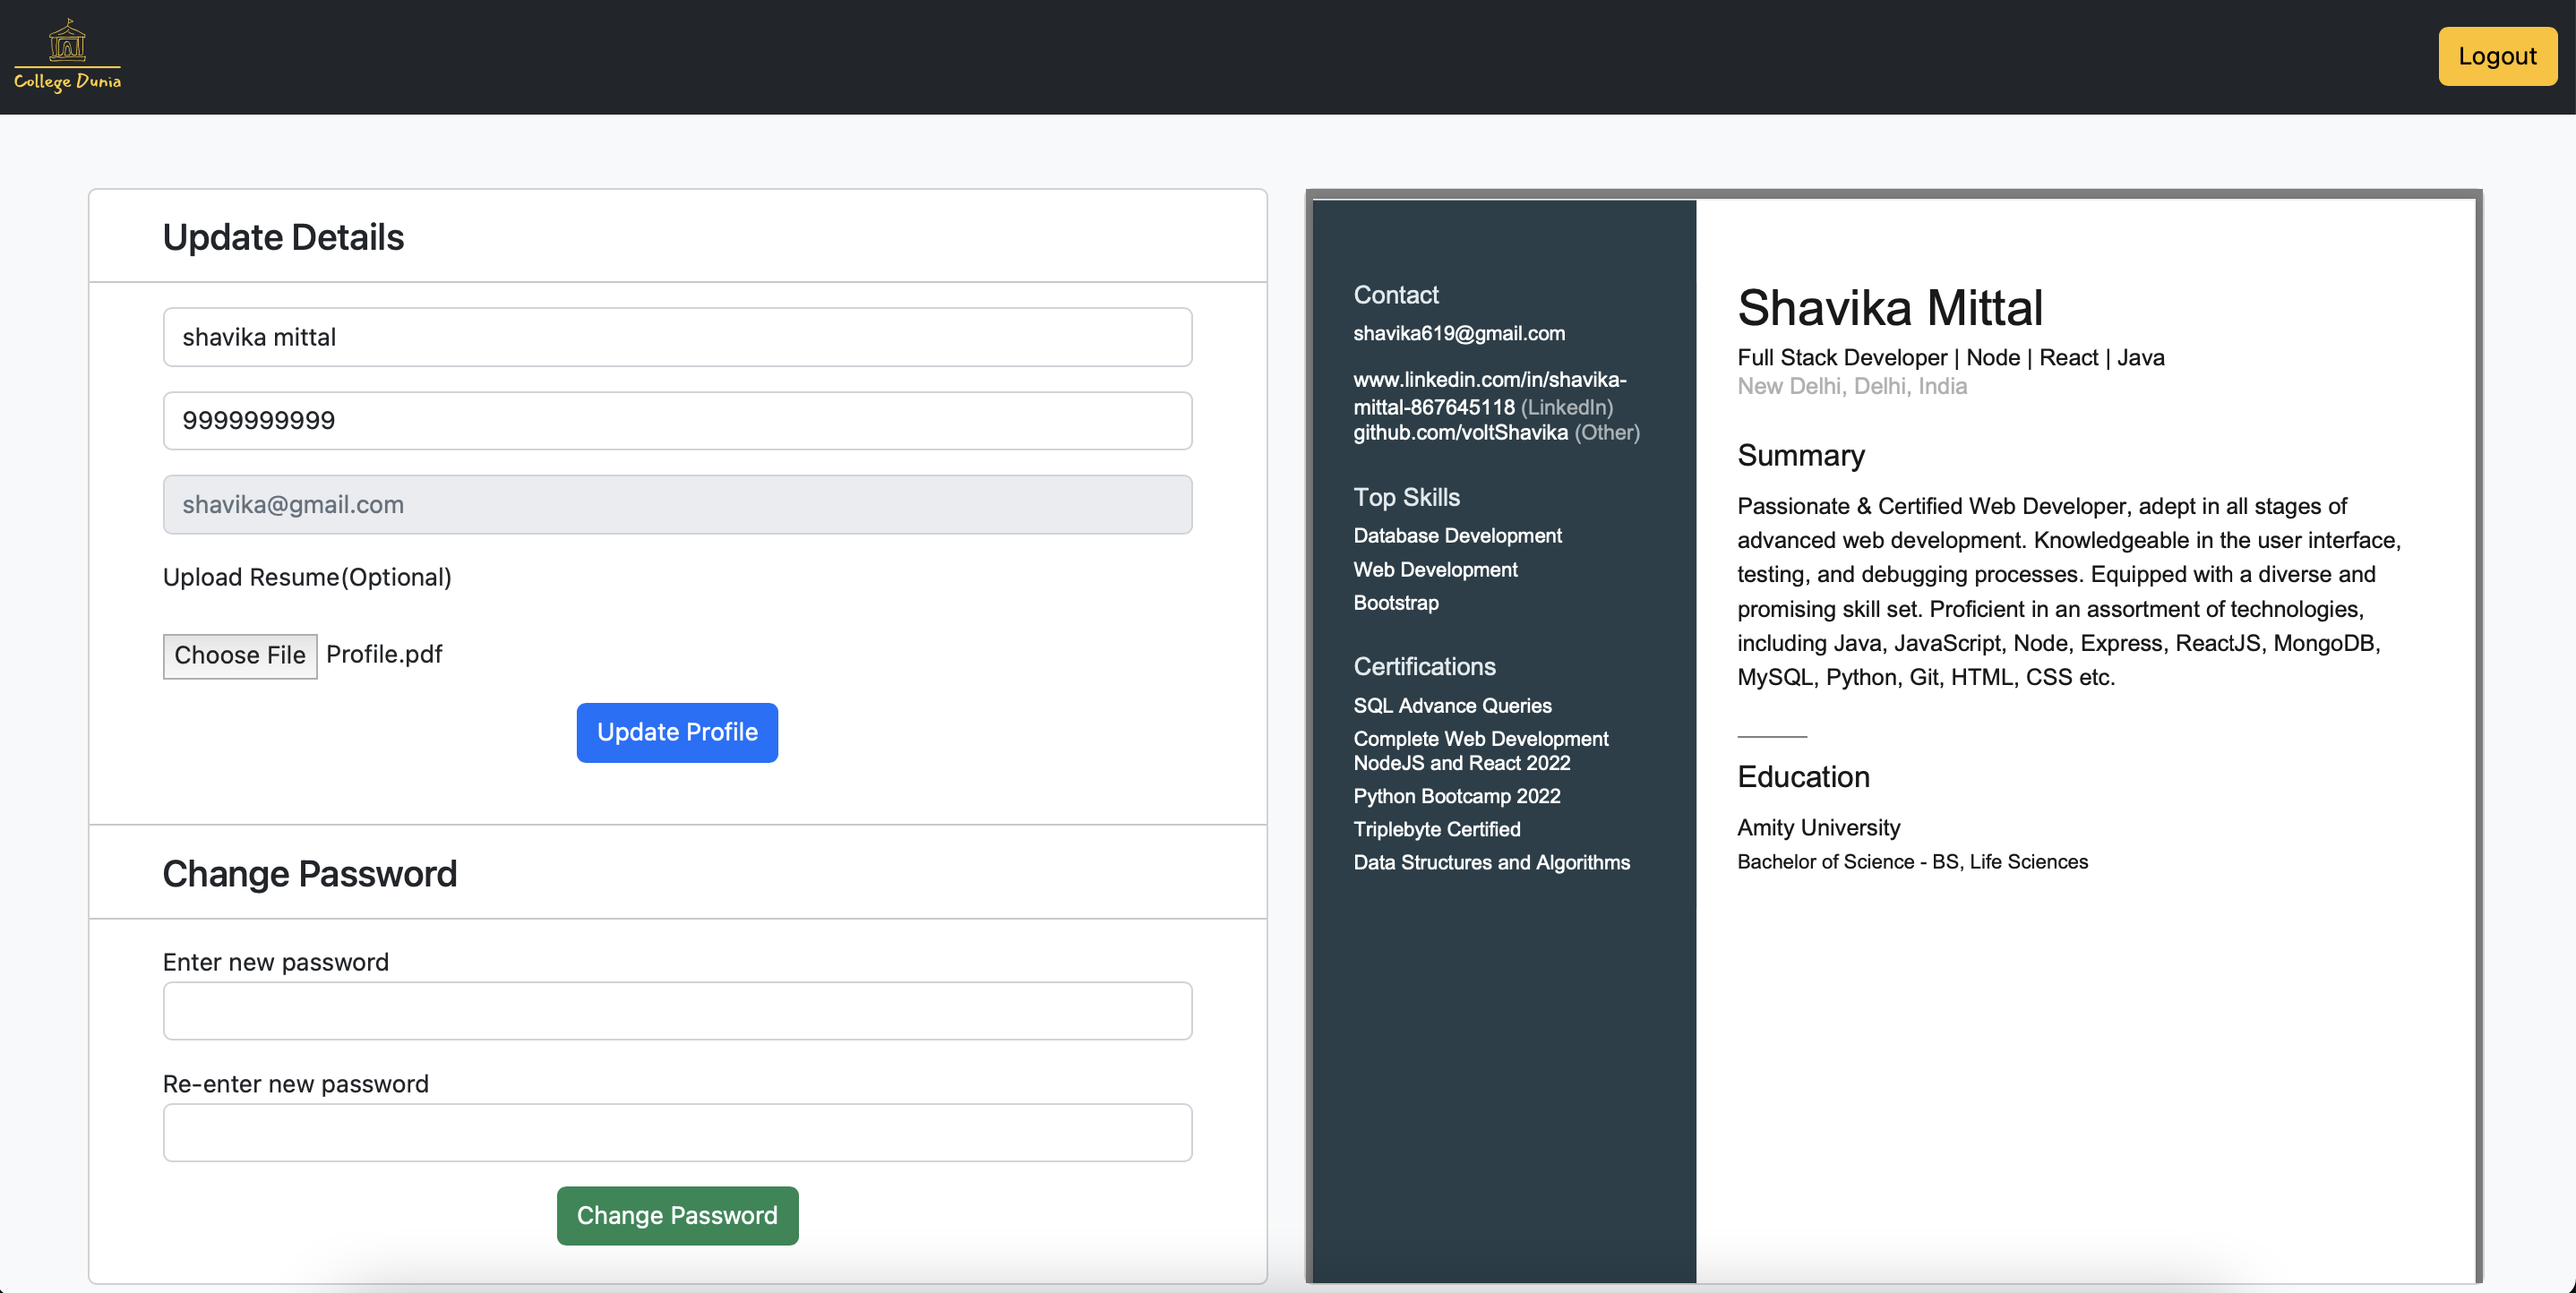 College Dunia
Logout
Update Details
shavika mittal
9999999999
shavika@gmail.com
Upload Resume(Optional)
Choose File Profile.pdf
Update Profile
Change Password
Enter new password
Re-enter new password
Change Password
Contact
shavika619@gmail.com
www.linkedin.com/in/shavika-
mittal-867645118 (LinkedIn)
github.com/voltShavika (Other)
Top Skills
Database Development
Web Development
Bootstrap
Certifications
SQL Advance Queries
Complete Web Development
NodeJS and React 2022
Python Bootcamp 2022
Triplebyte Certified
Data Structures and Algorithms
Shavika Mittal
Full Stack Developer | Node | React | Java
New Delhi, Delhi, India
Summary
Passionate & Certified Web Developer, adept in all stages of
advanced web development. Knowledgeable in the user interface,
testing, and debugging processes. Equipped with a diverse and
promising skill set. Proficient in an assortment of technologies,
including Java, JavaScript, Node, Express, ReactJS, MongoDB,
MySQL, Python, Git, HTML, CSS etc.
Education
Amity University
Bachelor of Science - BS, Life Sciences